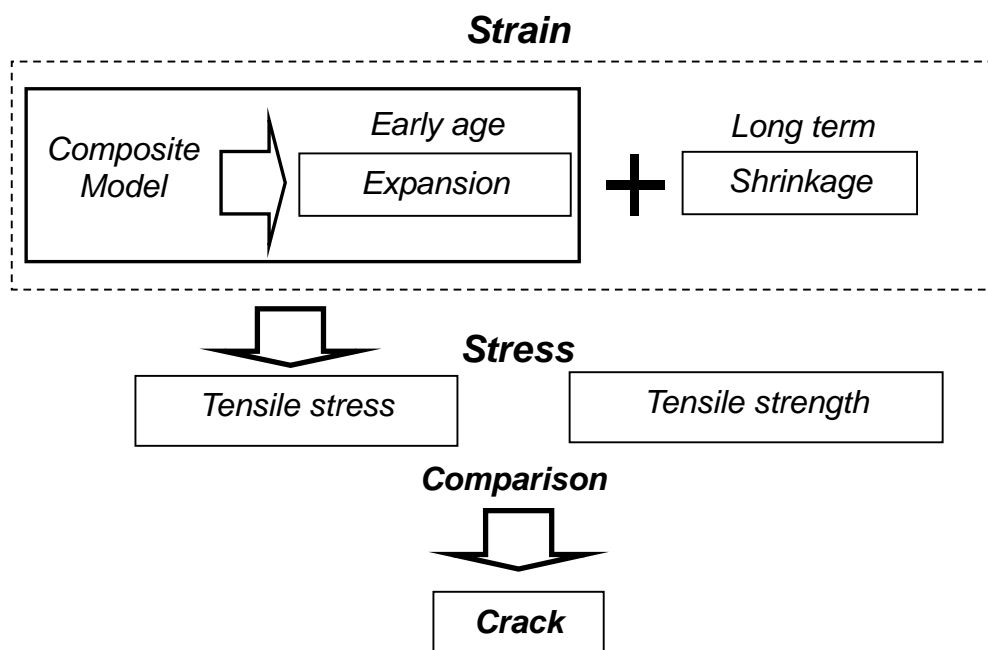 Strain
Composite
Model
Early age
Expansion
Long term
Shrinkage
Stress
Tensile stress
Tensile strength
Comparison
Crack